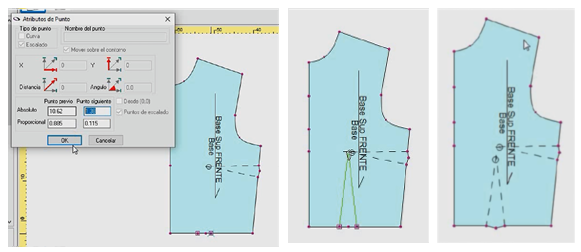 Atributos de Punto
Tipo de punto
Nombre del punto
Curva
Escalado
Mover sobre el contorno
X
0
Y
0
Distancia
0
Angulo
0.0
Punto previo
Punto siguiente
Desde (0,0)
Absoluto
10.62
Puntos de escalado
Proporcional
0.885
0.115
OK
Cancelar
Base Sup FRENTE
Base
Base Sup FRENTE
Base
Base Sup FRENTE
Base